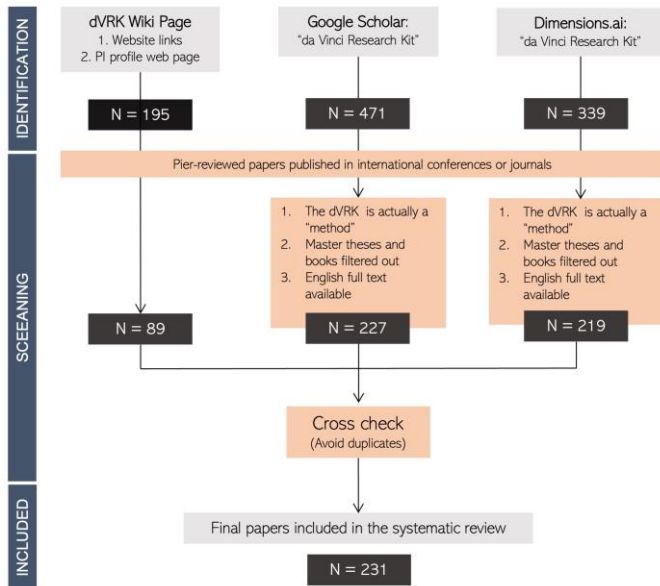 IDENTIFICATION
dVRK Wiki Page
1. Website links
2. PI profile web page
N = 195
Google Scholar:
“da Vinci Research Kit”
N = 471
Dimensions.ai:
“da Vinci Research Kit”
N = 339
SCEEANING
Pier-reviewed papers published in international conferences or journals
1. The dVRK is actually a
“method”
2. Master theses and
books filtered out
3. English full text
available
1. The dVRK is actually a
“method”
2. Master theses and
books filtered out
3. English full text
available
N = 89
N = 227
N = 219
Cross check
(Avoid duplicates)
INCLUDED
Final papers included in the systematic review
N = 231